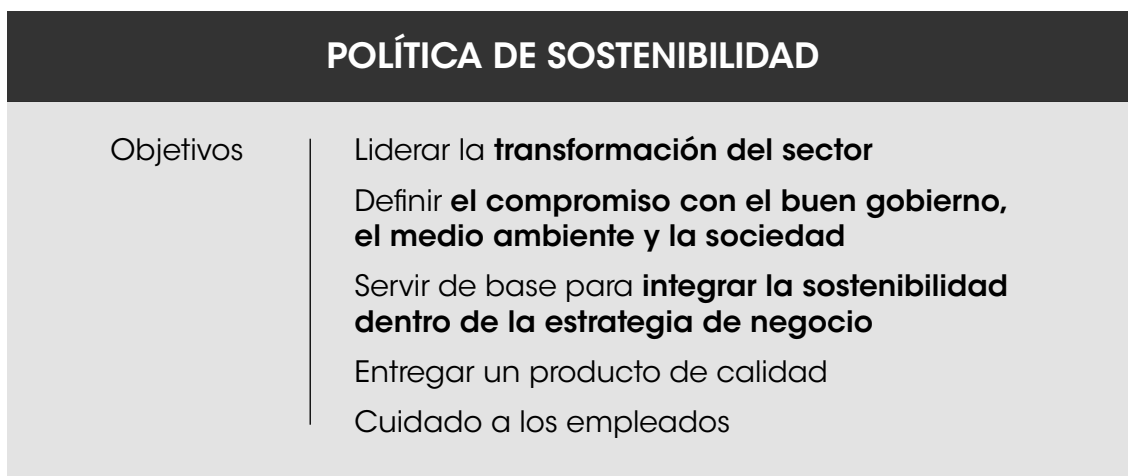 POLÍTICA DE SOSTENIBILIDAD
Objetivos
Liderar la transformación del sector
Definir el compromiso con el buen gobierno,
el medio ambiente y la sociedad
Servir de base para integrar la sostenibilidad
dentro de la estrategia de negocio
Entregar un producto de calidad
Cuidado a los empleados